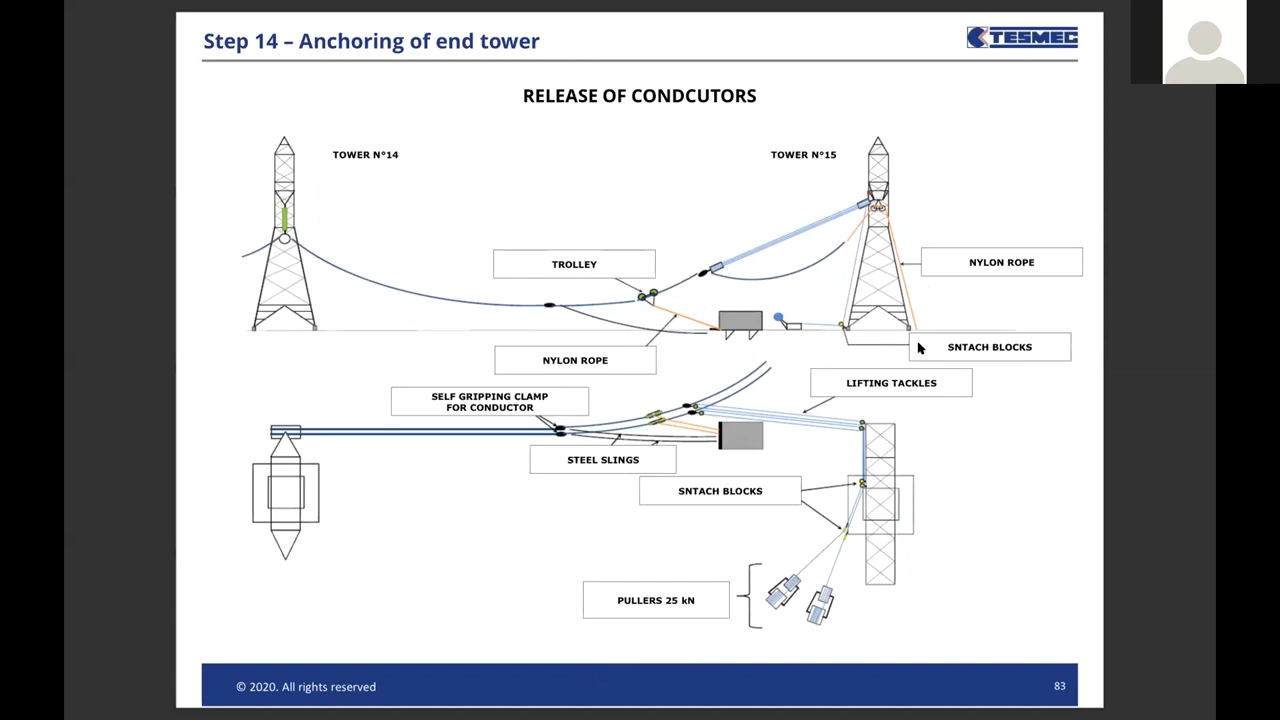 Step 14 – Anchoring of end tower
TESMEC
RELEASE OF CONDCUTORS
TOWER N°14
TOWER N°15
TROLLEY
NYLON ROPE
NYLON ROPE
SNTACH BLOCKS
LIFTING TACKLES
SELF GRIPPING CLAMP
FOR CONDUCTOR
STEEL SLINGS
SNTACH BLOCKS
PULLERS 25 kN
© 2020. All rights reserved
83